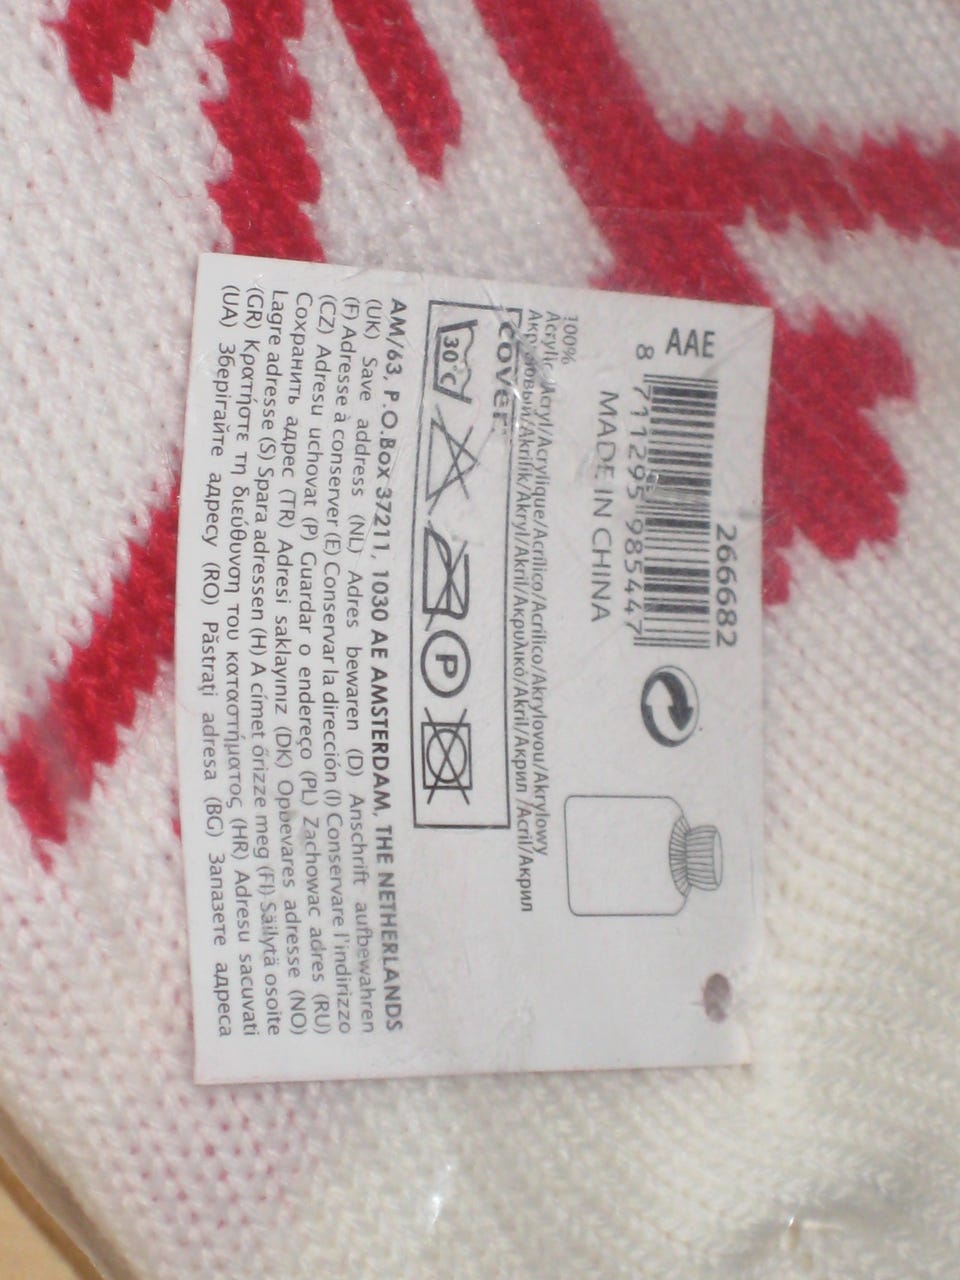 266682
AAE
8 711295 985447
MADE IN CHINA
100%
Acrylic/Acryl/Acrylique/Acrilico/Acrílico/Akrylovou/Akrylowy
Акриловый/Akrilik/Akryl/Akril/Ακρυλικό/Akril/Акрил /Acril/Акрил
cover:
30°C
P
AM/63, P.O.Box 37211, 1030 AE AMSTERDAM, THE NETHERLANDS
(UK) Save address (NL) Adres bewaren (D) Anschrift aufbewahren
(F) Adresse à conserver (E) Conservar la dirección (I) Conservare l'indirizzo
(CZ) Adresu uchovat (P) Guardar o endereço (PL) Zachowac adres (RU)
Сохранить адрес (TR) Adresi saklayınız (DK) Opbevares adresse (NO)
Lagre adresse (S) Spara adressen (H) A címet őrizze meg (FI) Säilytä osoite
(GR) Κρατήστε τη διεύθυνση του καταστήματος (HR) Adresu sacuvati
(UA) Зберігайте адресу (RO) Păstrați adresa (BG) Запазете адреса